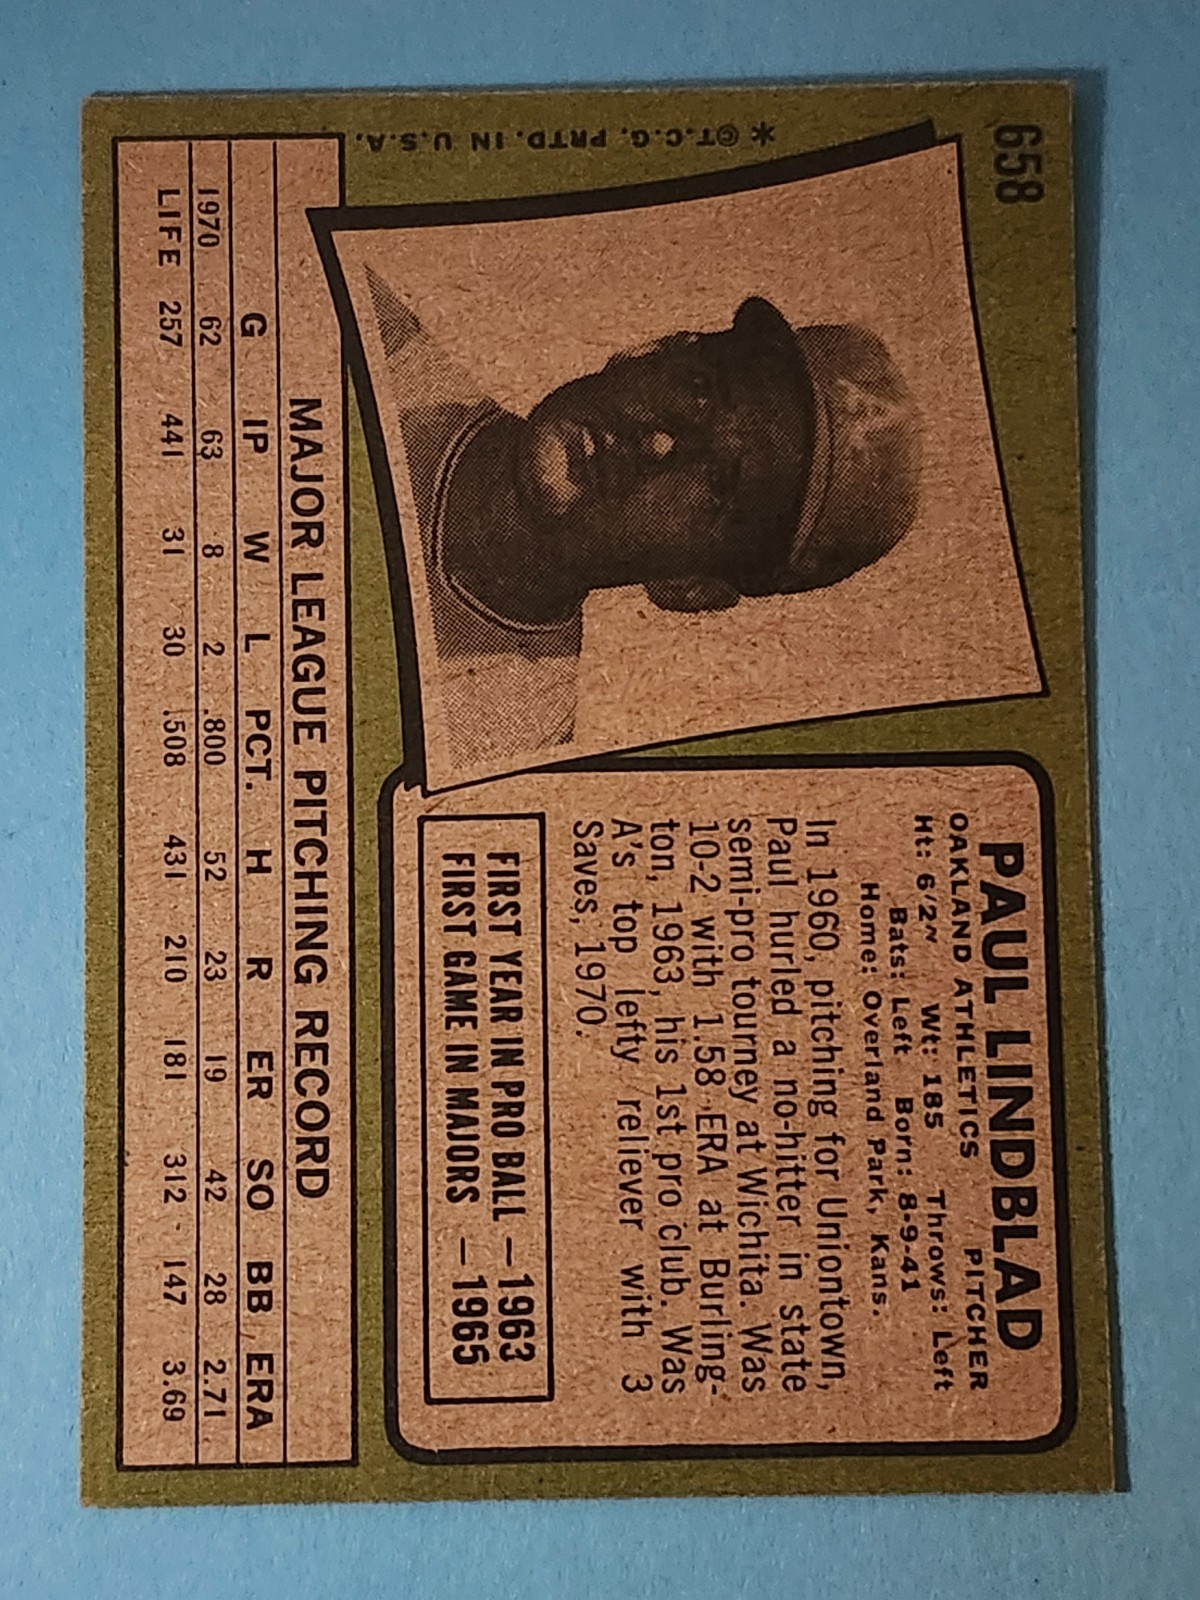 658
PAUL LINDBLAD
OAKLAND ATHLETICS PITCHER
Ht: 6'2" Wt: 185 Throws: Left
Bats: Left Born: 8-9-41
Home: Overland Park, Kans.
In 1960, pitching for Uniontown,
Paul hurled a no-hitter in state
semi-pro tourney at Wichita. Was
10-2 with 1.58 ERA at Burling-
ton, 1963, his 1st pro club. Was
A's top lefty reliever with 3
Saves, 1970.
FIRST YEAR IN PRO BALL — 1963
FIRST GAME IN MAJORS — 1965
*©T.C.G. PRTD. IN U.S.A.
MAJOR LEAGUE PITCHING RECORD
G IP W L PCT. H R ER SO BB ERA
1970 62 63 8 2 .800 52 23 19 42 28 2.71
LIFE 257 441 31 30 .508 431 210 181 312 147 3.69